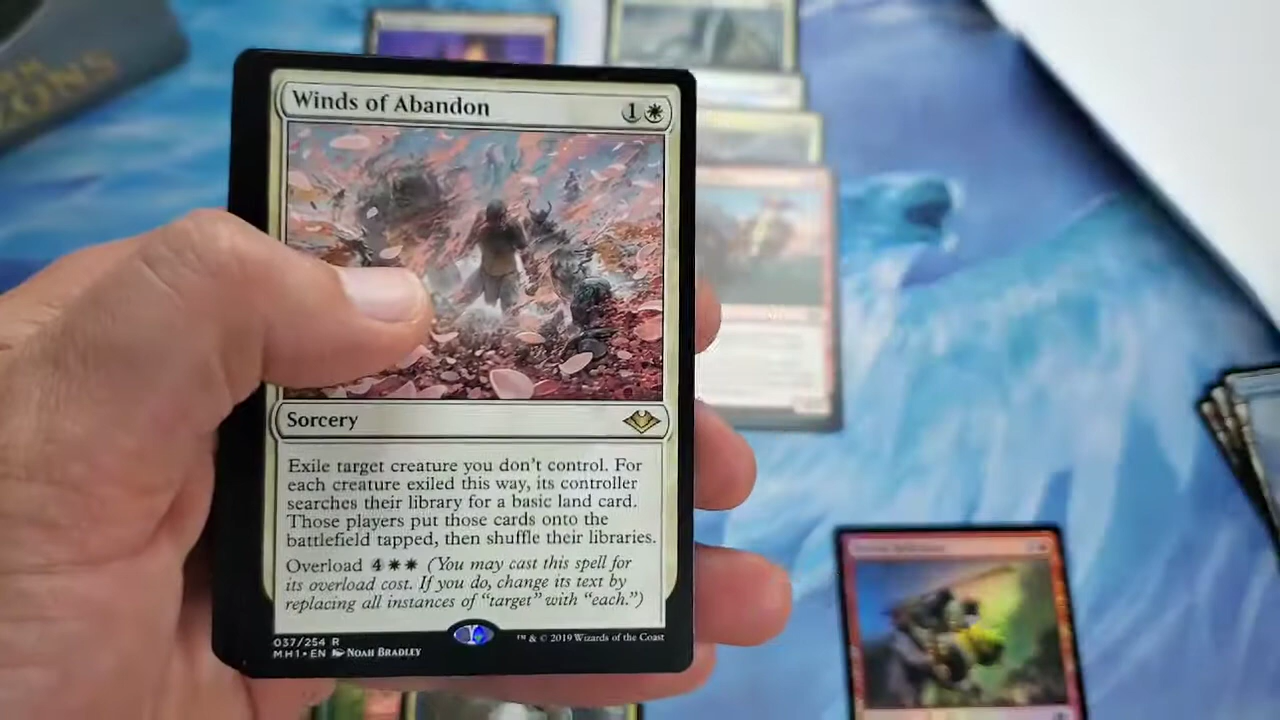 ZONS
Winds of Abandon 1
Sorcery
Exile target creature you don't control. For
each creature exiled this way, its controller
searches their library for a basic land card.
Those players put those cards onto the
battlefield tapped, then shuffle their libraries.
Overload 4 (You may cast this spell for
its overload cost. If you do, change its text by
replacing all instances of "target" with "each.")
037/254 R
MH1 • EN NOAH BRADLEY
™ & © 2019 Wizards of the Coast